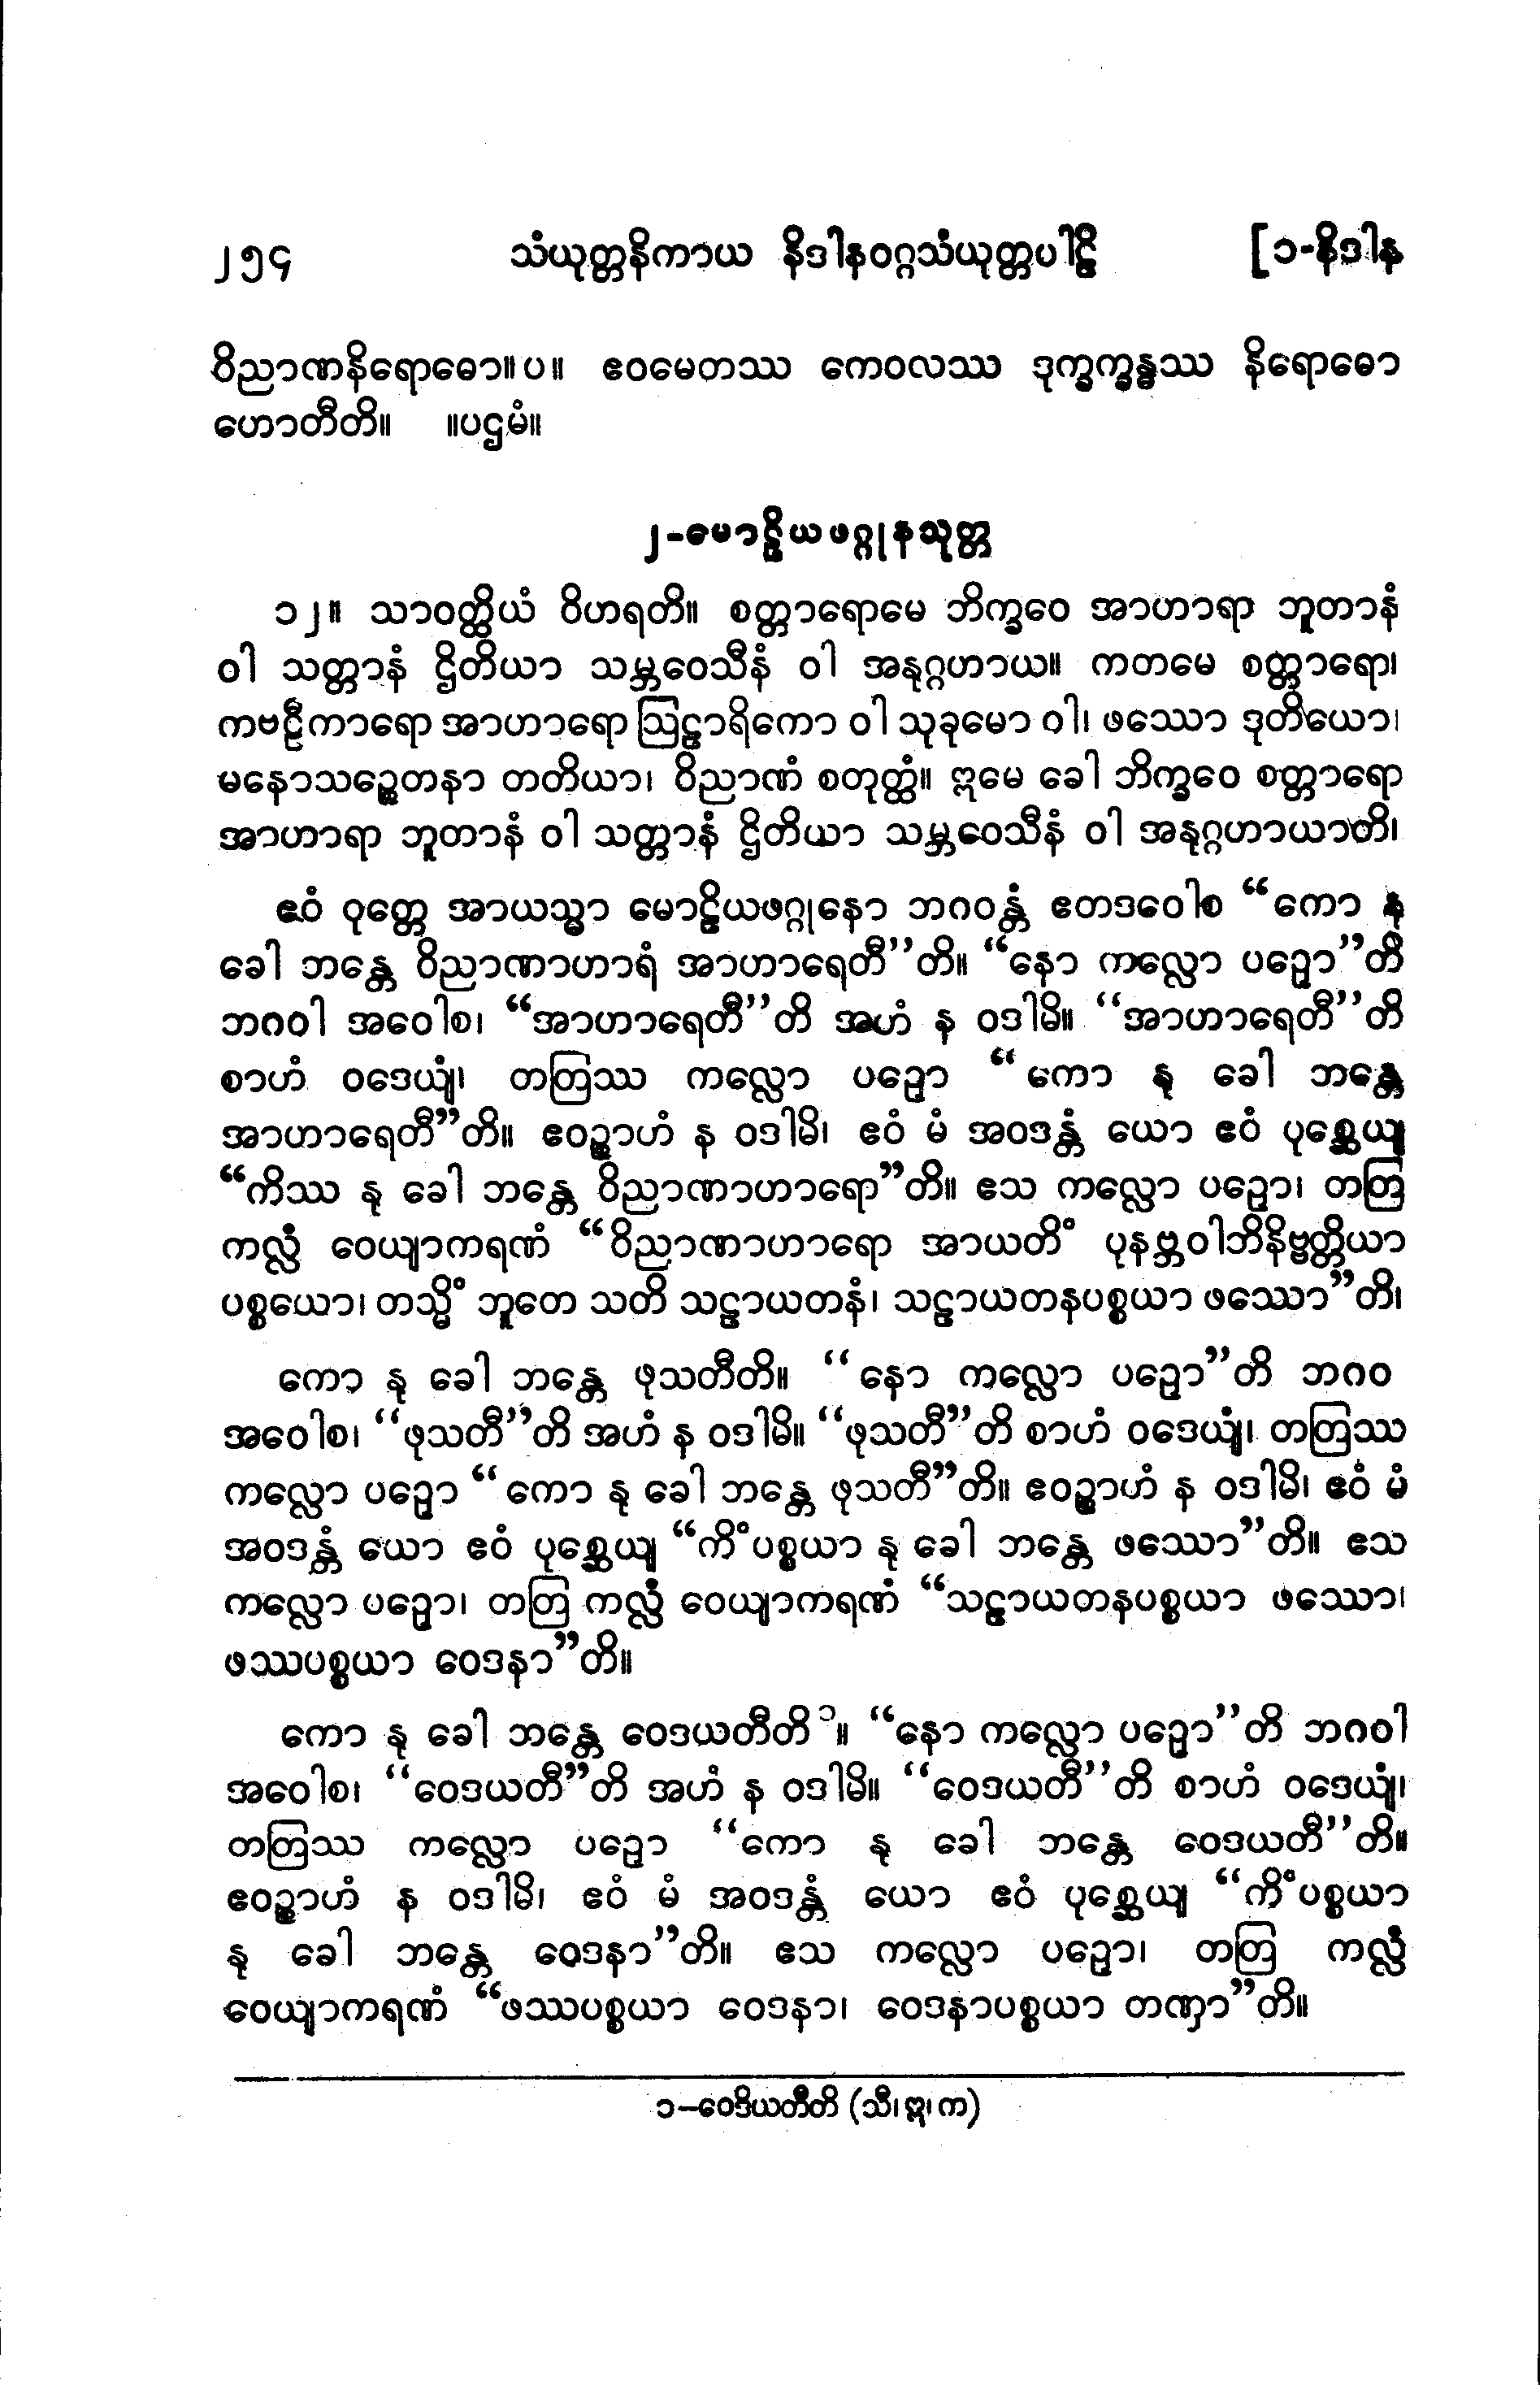 ၂၅၄ သံယုတ္တနိကာယ နိဒါနဝဂ္ဂသံယုတ္တပါဠိ [၁-နိဒါန
ဝိညာဏနိရောဓော။ပ။ ဧဝမေတဿ ကေဝလဿ ဒုက္ခက္ခန္ဓဿ နိရောဓော
ဟောတီတိ။ ။ပဌမံ။
၂-မောဠိယဖဂ္ဂုနသုတ္တ
၁၂။ သာဝတ္ထိယံ ဝိဟရတိ။ စတ္တာရောမေ ဘိက္ခဝေ အာဟာရာ ဘူတာနံ
ဝါ သတ္တာနံ ဌိတိယာ သမ္ဘဝေသီနံ ဝါ အနုဂ္ဂဟာယ။ ကတမေ စတ္တာရော၊
ကဗဠီကာရော အာဟာရော ဩဠာရိကော ဝါ သုခုမော ဝါ၊ ဖဿော ဒုတိယော၊
မနောသဉ္စေတနာ တတိယာ၊ ဝိညာဏံ စတုတ္ထံ။ ဣမေ ခေါ ဘိက္ခဝေ စတ္တာရော
အာဟာရာ ဘူတာနံ ဝါ သတ္တာနံ ဌိတိယာ သမ္ဘဝေသီနံ ဝါ အနုဂ္ဂဟာယာတိ၊
ဧဝံ ဝုတ္တေ အာယသ္မာ မောဠိယဖဂ္ဂုနော ဘဂဝန္တံ ဧတဒဝေါစ “ကော နု
ခေါ ဘန္တေ ဝိညာဏာဟာရံ အာဟာရေတီ”တိ။ “နော ကလ္လော ပဉှော”တိ
ဘဂဝါ အဝေါစ၊ “အာဟာရေတီ”တိ အဟံ န ဝဒါမိ။ “အာဟာရေတီ”တိ
စာဟံ ဝဒေယျံ၊ တတြဿ ကလ္လော ပဉှော “ကော နု ခေါ ဘန္တေ
အာဟာရေတီ”တိ။ ဧဝဉ္စာဟံ န ဝဒါမိ၊ ဧဝံ မံ အဝဒန္တံ ယော ဧဝံ ပုစ္ဆေယျ
“ကိဿ နု ခေါ ဘန္တေ ဝိညာဏာဟာရော”တိ။ ဧသ ကလ္လော ပဉှော၊ တတြ
ကလ္လံ ဝေယျာကရဏံ “ဝိညာဏာဟာရော အာယတိံ ပုနဗ္ဘဝါဘိနိဗ္ဗတ္တိယာ
ပစ္စယော၊ တသ္မိံ ဘူတေ သတိ သဠာယတနံ၊ သဠာယတနပစ္စယာ ဖဿော”တိ၊
ကော နု ခေါ ဘန္တေ ဖုသတီတိ။ “နော ကလ္လော ပဉှော”တိ ဘဂဝ
အဝေါစ၊ “ဖုသတီ”တိ အဟံ န ဝဒါမိ။ “ဖုသတီ”တိ စာဟံ ဝဒေယျံ၊ တတြဿ
ကလ္လော ပဉှော “ကော နု ခေါ ဘန္တေ ဖုသတီ”တိ။ ဧဝဉ္စာဟံ န ဝဒါမိ၊ ဧဝံ မံ
အဝဒန္တံ ယော ဧဝံ ပုစ္ဆေယျ “ကိံပစ္စယာ နု ခေါ ဘန္တေ ဖဿော”တိ။ ဧသ
ကလ္လော ပဉှော၊ တတြ ကလ္လံ ဝေယျာကရဏံ “သဠာယတနပစ္စယာ ဖဿော၊
ဖဿပစ္စယာ ဝေဒနာ”တိ။
ကော နု ခေါ ဘန္တေ ဝေဒယတီတိ ၁။ “နော ကလ္လော ပဉှော”တိ ဘဂဝါ
အဝေါစ၊ “ဝေဒယတီ”တိ အဟံ န ဝဒါမိ။ “ဝေဒယတီ”တိ စာဟံ ဝဒေယျံ၊
တတြဿ ကလ္လော ပဉှော “ကော နု ခေါ ဘန္တေ ဝေဒယတီ”တိ။
ဧဝဉ္စာဟံ န ဝဒါမိ၊ ဧဝံ မံ အဝဒန္တံ ယော ဧဝံ ပုစ္ဆေယျ “ကိံပစ္စယာ
နု ခေါ ဘန္တေ ဝေဒနာ”တိ။ ဧသ ကလ္လော ပဉှော၊ တတြ ကလ္လံ
ဝေယျာကရဏံ “ဖဿပစ္စယာ ဝေဒနာ၊ ဝေဒနာပစ္စယာ တဏှာ”တိ။
၁–ဝေဒိယတီတိ (သီ၊ ဣ၊ က)